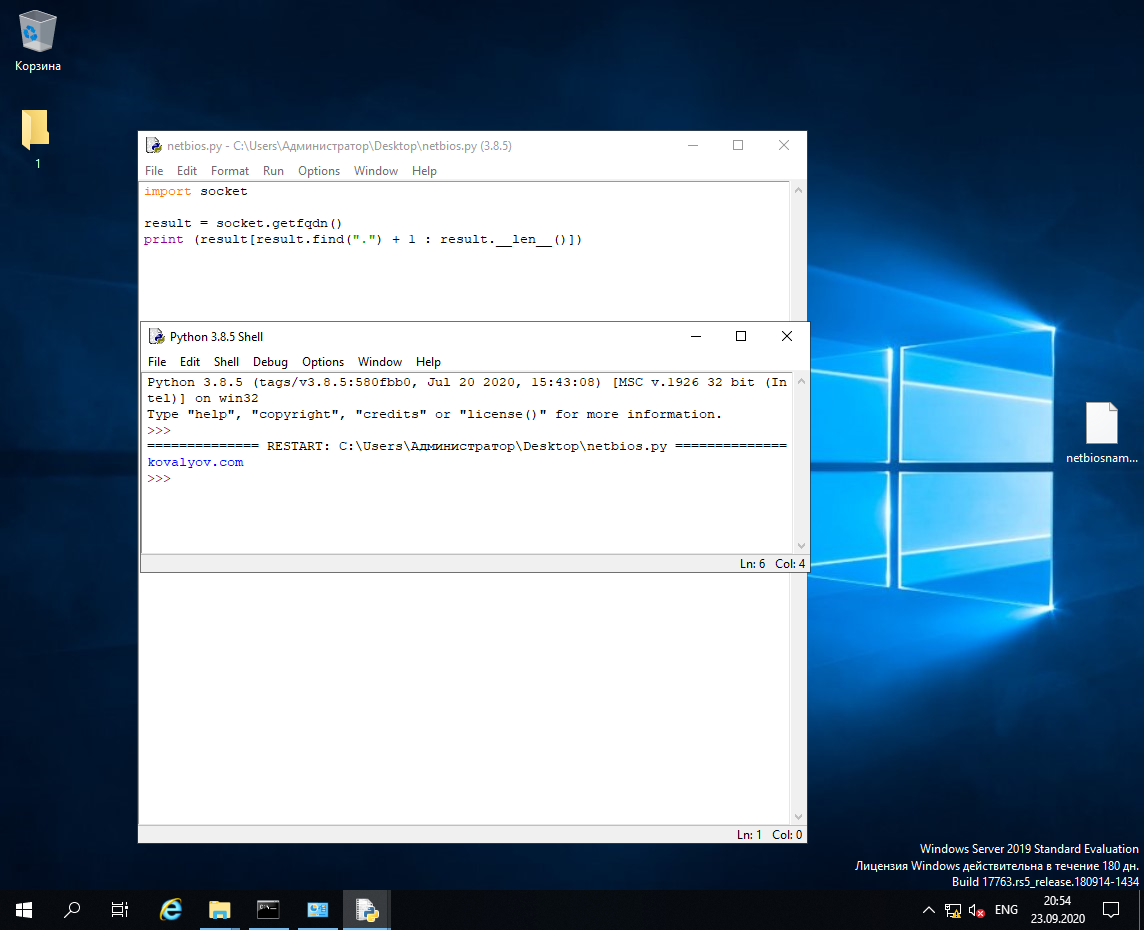 Корзина
1
netbios.py - C:\Users\Администратор\Desktop\netbios.py (3.8.5)
File Edit Format Run Options Window Help
import socket
result = socket.getfqdn()
print (result[result.find(".") + 1 : result.__len__()])
Python 3.8.5 Shell
File Edit Shell Debug Options Window Help
Python 3.8.5 (tags/v3.8.5:580fbb0, Jul 20 2020, 15:43:08) [MSC v.1926 32 bit (In
tel)] on win32
Type "help", "copyright", "credits" or "license()" for more information.
>>>
============== RESTART: C:\Users\Администратор\Desktop\netbios.py ==============
kovalyov.com
>>>
Ln: 6 Col: 4
netbiosnam...
Ln: 1 Col: 0
Windows Server 2019 Standard Evaluation
Лицензия Windows действительна в течение 180 дн.
Build 17763.rs5_release.180914-1434
ENG
20:54
23.09.2020